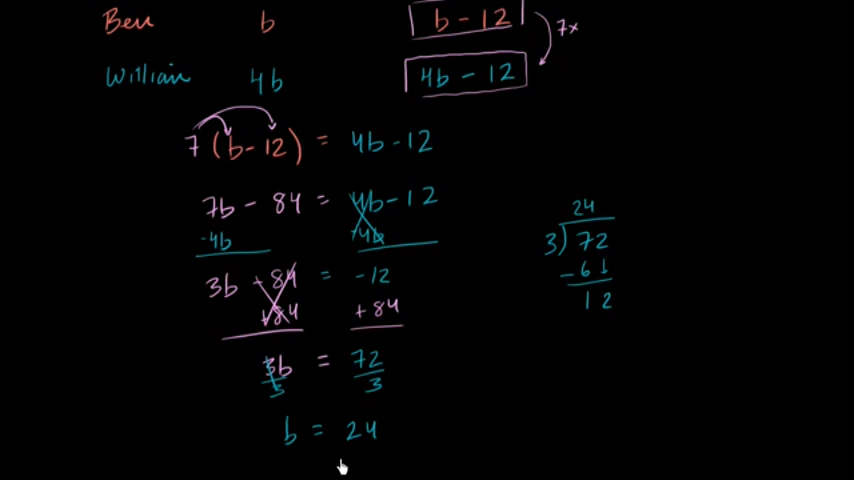 Ben b b - 12 7x
William 4b 4b - 12
7 (b - 12) = 4b - 12
7b - 84 = 4b - 12
-4b -4b
3b - 84 = -12
+84 +84
3b = 72
3 3
b = 24
24
3)72
-6↓
12